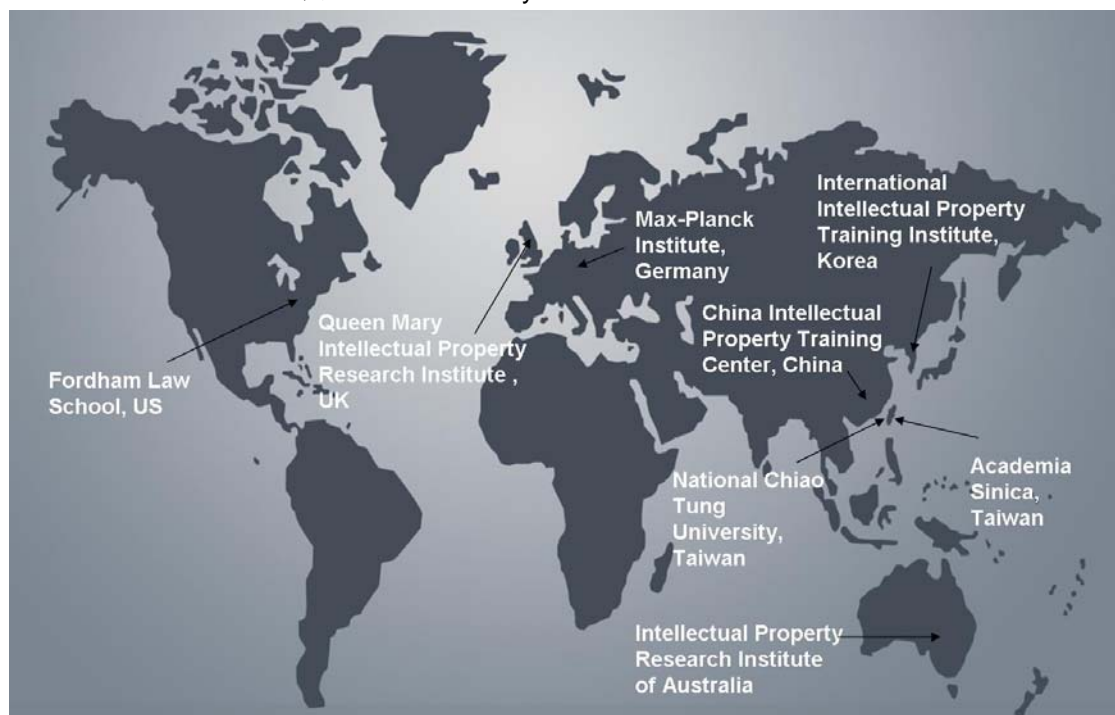 International
Intellectual Property
Training Institute,
Korea
Max-Planck
Institute,
Germany
China Intellectual
Property Training
Center, China
Queen Mary
Intellectual Property
Research Institute ,
UK
Fordham Law
School, US
National Chiao
Tung
University,
Taiwan
Academia
Sinica,
Taiwan
Intellectual Property
Research Institute
of Australia